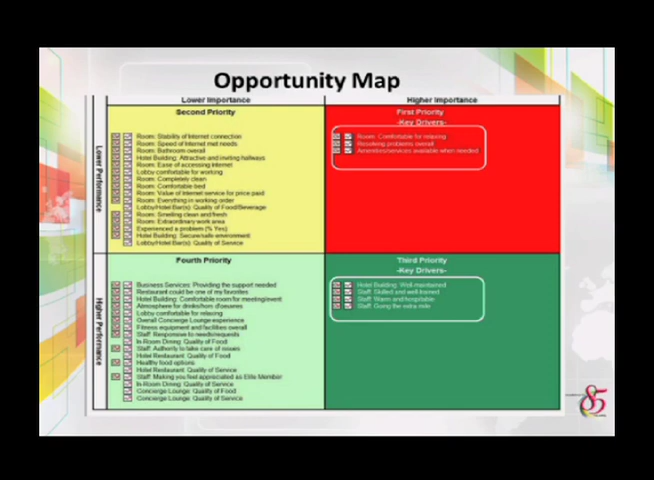 Opportunity Map
Lower Importance
Higher Importance
Second Priority
First Priority
-Key Drivers-
Lower Performance
Room: Stability of Internet connection
Room: Speed of Internet met needs
Room: Bathroom overall
Hotel Building: Attractive and inviting hallways
Room: Ease of accessing Internet
Lobby comfortable for working
Room: Completely clean
Room: Comfortable bed
Room: Value of Internet service for price paid
Room: Everything in working order
Lobby/Hotel Bar(s): Quality of Food/Beverage
Room: Smelling clean and fresh
Room: Extraordinary work area
Experienced a problem (% Yes)
Hotel Building: Secure/safe environment
Lobby/Hotel Bar(s): Quality of Service
Room: Comfortable for relaxing
Resolving problems overall
Amenities/services available when needed
Fourth Priority
Third Priority
-Key Drivers-
Higher Performance
Business Services: Providing the support needed
Restaurant could be one of my favorites
Hotel Building: Comfortable room for meeting/event
Atmosphere for drinks/hors d'oeuvres
Lobby comfortable for relaxing
Overall Concierge Lounge experience
Fitness equipment and facilities overall
Staff: Responsive to needs/requests
In-Room Dining: Quality of Food
Staff: Authority to take care of issues
Hotel Restaurant: Quality of Food
Healthy food options
Hotel Restaurant: Quality of Service
Staff: Making you feel appreciated as Elite Member
In-Room Dining: Quality of Service
Concierge Lounge: Quality of Food
Concierge Lounge: Quality of Service
Hotel Building: Well-maintained
Staff: Skilled and well-trained
Staff: Warm and hospitable
Staff: Going the extra mile
85